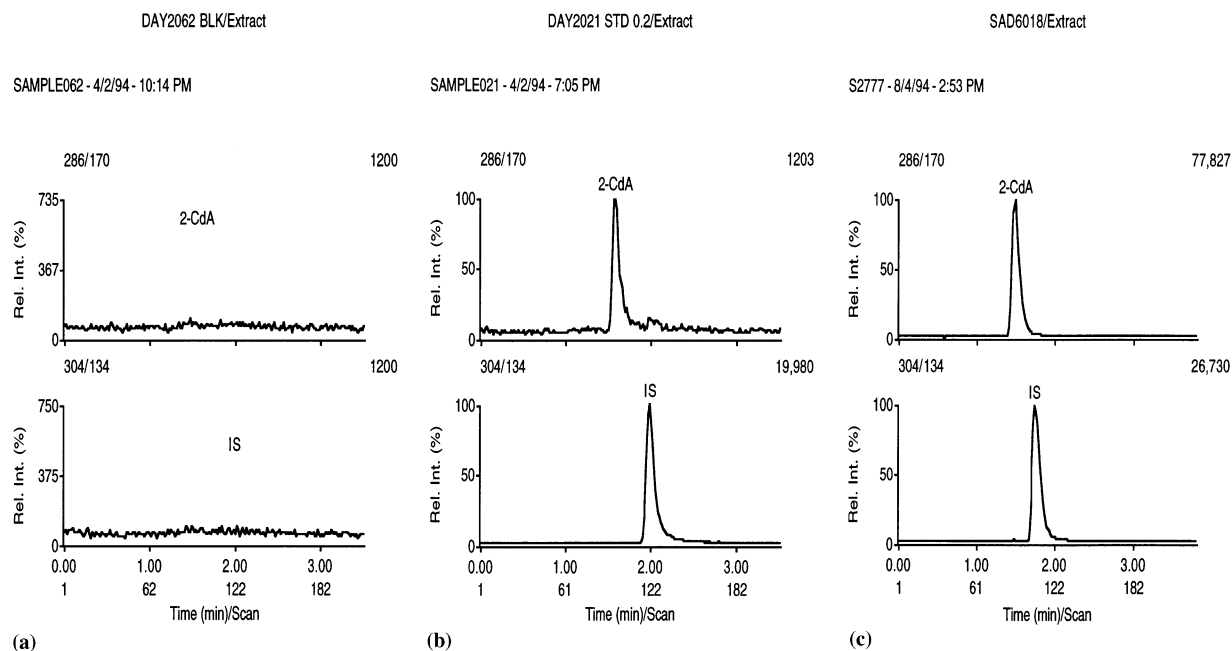 DAY2062 BLK/Extract
SAMPLE062 - 4/2/94 - 10:14 PM
286/170 1200
2-CdA
Rel. Int. (%)
735
367
0
304/134 1200
IS
Rel. Int. (%)
750
375
0
0.00 1.00 2.00 3.00
1 62 122 182
Time (min)/Scan
(a)
DAY2021 STD 0.2/Extract
SAMPLE021 - 4/2/94 - 7:05 PM
286/170 1203
2-CdA
Rel. Int. (%)
100
50
0
304/134 19,980
IS
Rel. Int. (%)
100
50
0
0.00 1.00 2.00 3.00
1 61 122 182
Time (min)/Scan
(b)
SAD6018/Extract
S2777 - 8/4/94 - 2:53 PM
286/170 77,827
2-CdA
Rel. Int. (%)
100
50
0
304/134 26,730
IS
Rel. Int. (%)
100
50
0
0.00 1.00 2.00 3.00
1 61 122 182
Time (min)/Scan
(c)